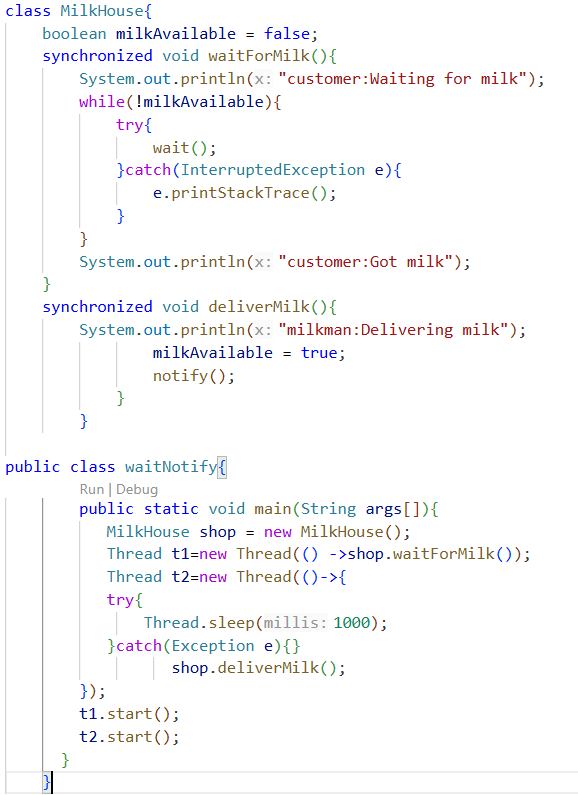 class MilkHouse{
    boolean milkAvailable = false;
    synchronized void waitForMilk(){
        System.out.println(x: "customer:Waiting for milk");
        while(!milkAvailable){
            try{
                wait();
            }catch(InterruptedException e){
                e.printStackTrace();
            }
        }
        System.out.println(x: "customer:Got milk");
    }
    synchronized void deliverMilk(){
        System.out.println(x: "milkman:Delivering milk");
                milkAvailable = true;
                notify();
            }
        }
public class waitNotify{
        Run | Debug
        public static void main(String args[]){
           MilkHouse shop = new MilkHouse();
           Thread t1=new Thread(() ->shop.waitForMilk());
           Thread t2=new Thread(()->{
           try{
               Thread.sleep(millis: 1000);
           }catch(Exception e){}
                  shop.deliverMilk();
        });
        t1.start();
        t2.start();
      }
    }